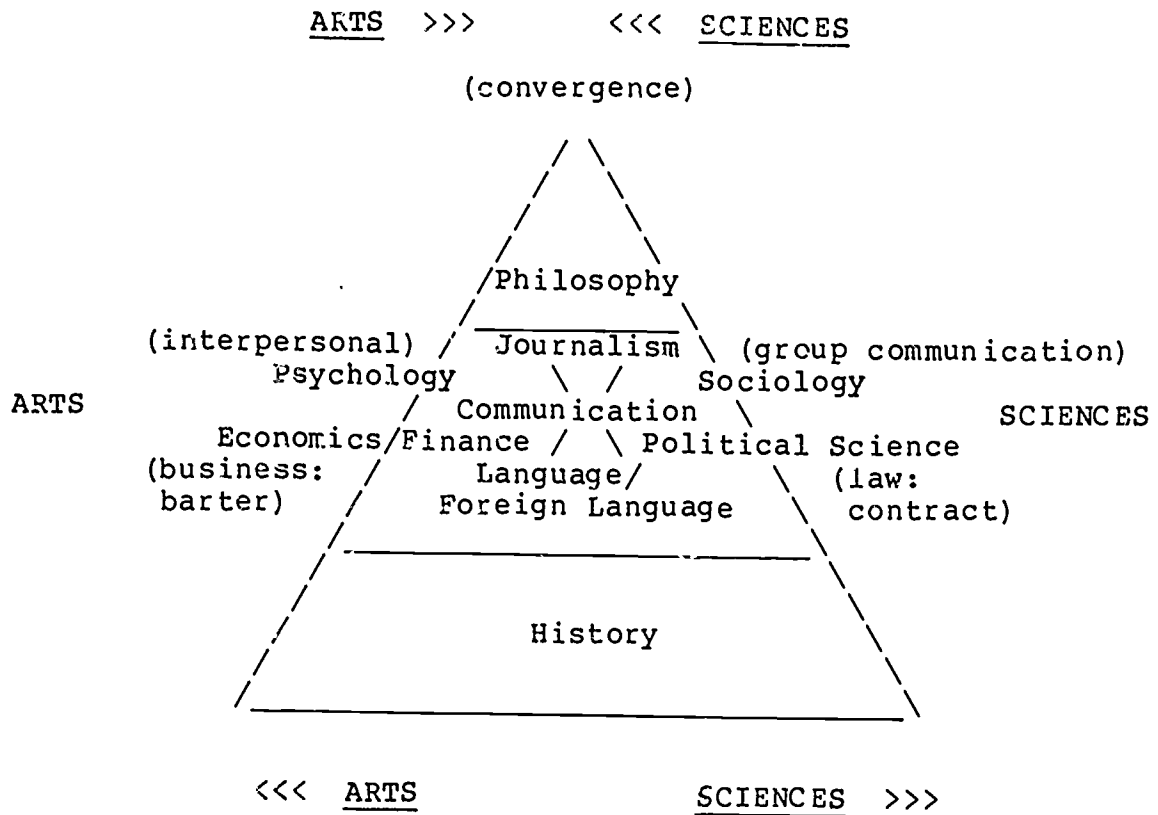 ARTS >>> <<< SCIENCES
(convergence)
Philosophy
(interpersonal) Journalism (group communication)
Psychology Sociology
ARTS Communication SCIENCES
Economics/Finance Political Science
(business: Language/ (law:
barter) Foreign Language contract)
History
<<< ARTS SCIENCES >>>